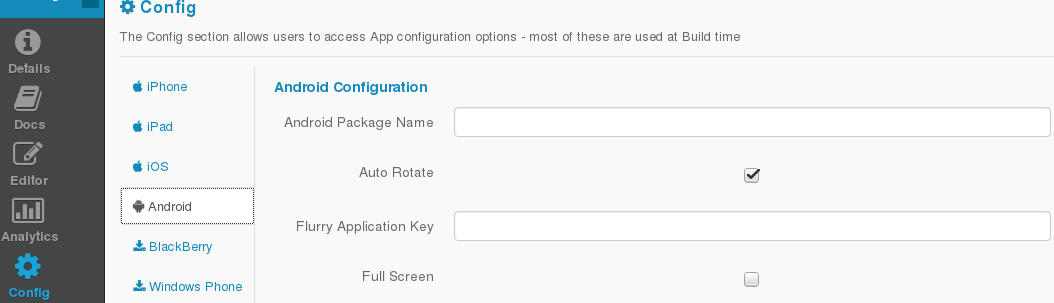 Config
The Config section allows users to access App configuration options - most of these are used at Build time
Details
Docs
Editor
Analytics
Config
iPhone
iPad
iOS
Android
BlackBerry
Windows Phone
Android Configuration
Android Package Name
Auto Rotate
Flurry Application Key
Full Screen